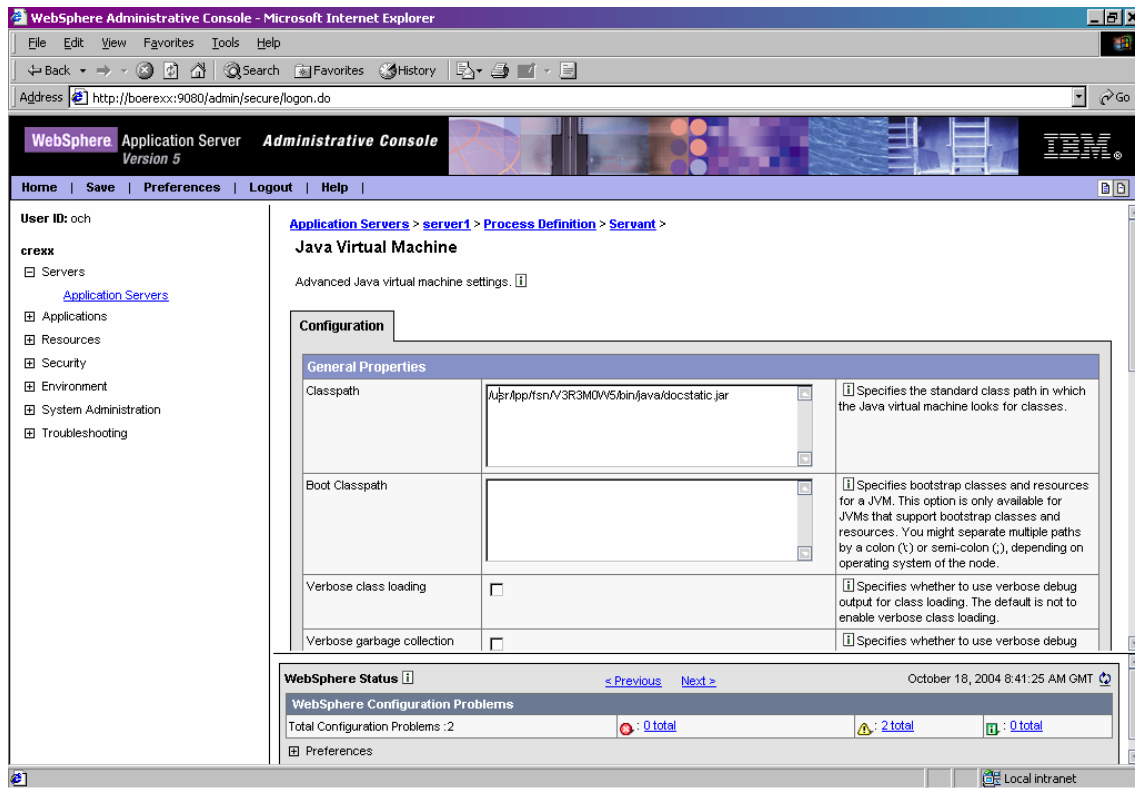 WebSphere Administrative Console - Microsoft Internet Explorer
File Edit View Favorites Tools Help
Back Search Favorites History
Address http://boerexx:9080/admin/secure/logon.do Go
WebSphere Application Server Administrative Console
Version 5
IBM
Home | Save | Preferences | Logout | Help |
User ID: och
crexx
Servers
Application Servers
Applications
Resources
Security
Environment
System Administration
Troubleshooting
Application Servers > server1 > Process Definition > Servant >
Java Virtual Machine
Advanced Java virtual machine settings. i
Configuration
General Properties
Classpath
/usr/lpp/fsn/V3R3M0W5/bin/java/docstatic.jar
i Specifies the standard class path in which
the Java virtual machine looks for classes.
Boot Classpath
i Specifies bootstrap classes and resources
for a JVM. This option is only available for
JVMs that support bootstrap classes and
resources. You might separate multiple paths
by a colon (':') or semi-colon (;), depending on
operating system of the node.
Verbose class loading
i Specifies whether to use verbose debug
output for class loading. The default is not to
enable verbose class loading.
Verbose garbage collection
i Specifies whether to use verbose debug
WebSphere Status i
< Previous Next >
October 18, 2004 8:41:25 AM GMT
WebSphere Configuration Problems
Total Configuration Problems :2
: 0 total
: 2 total
: 0 total
Preferences
Local intranet